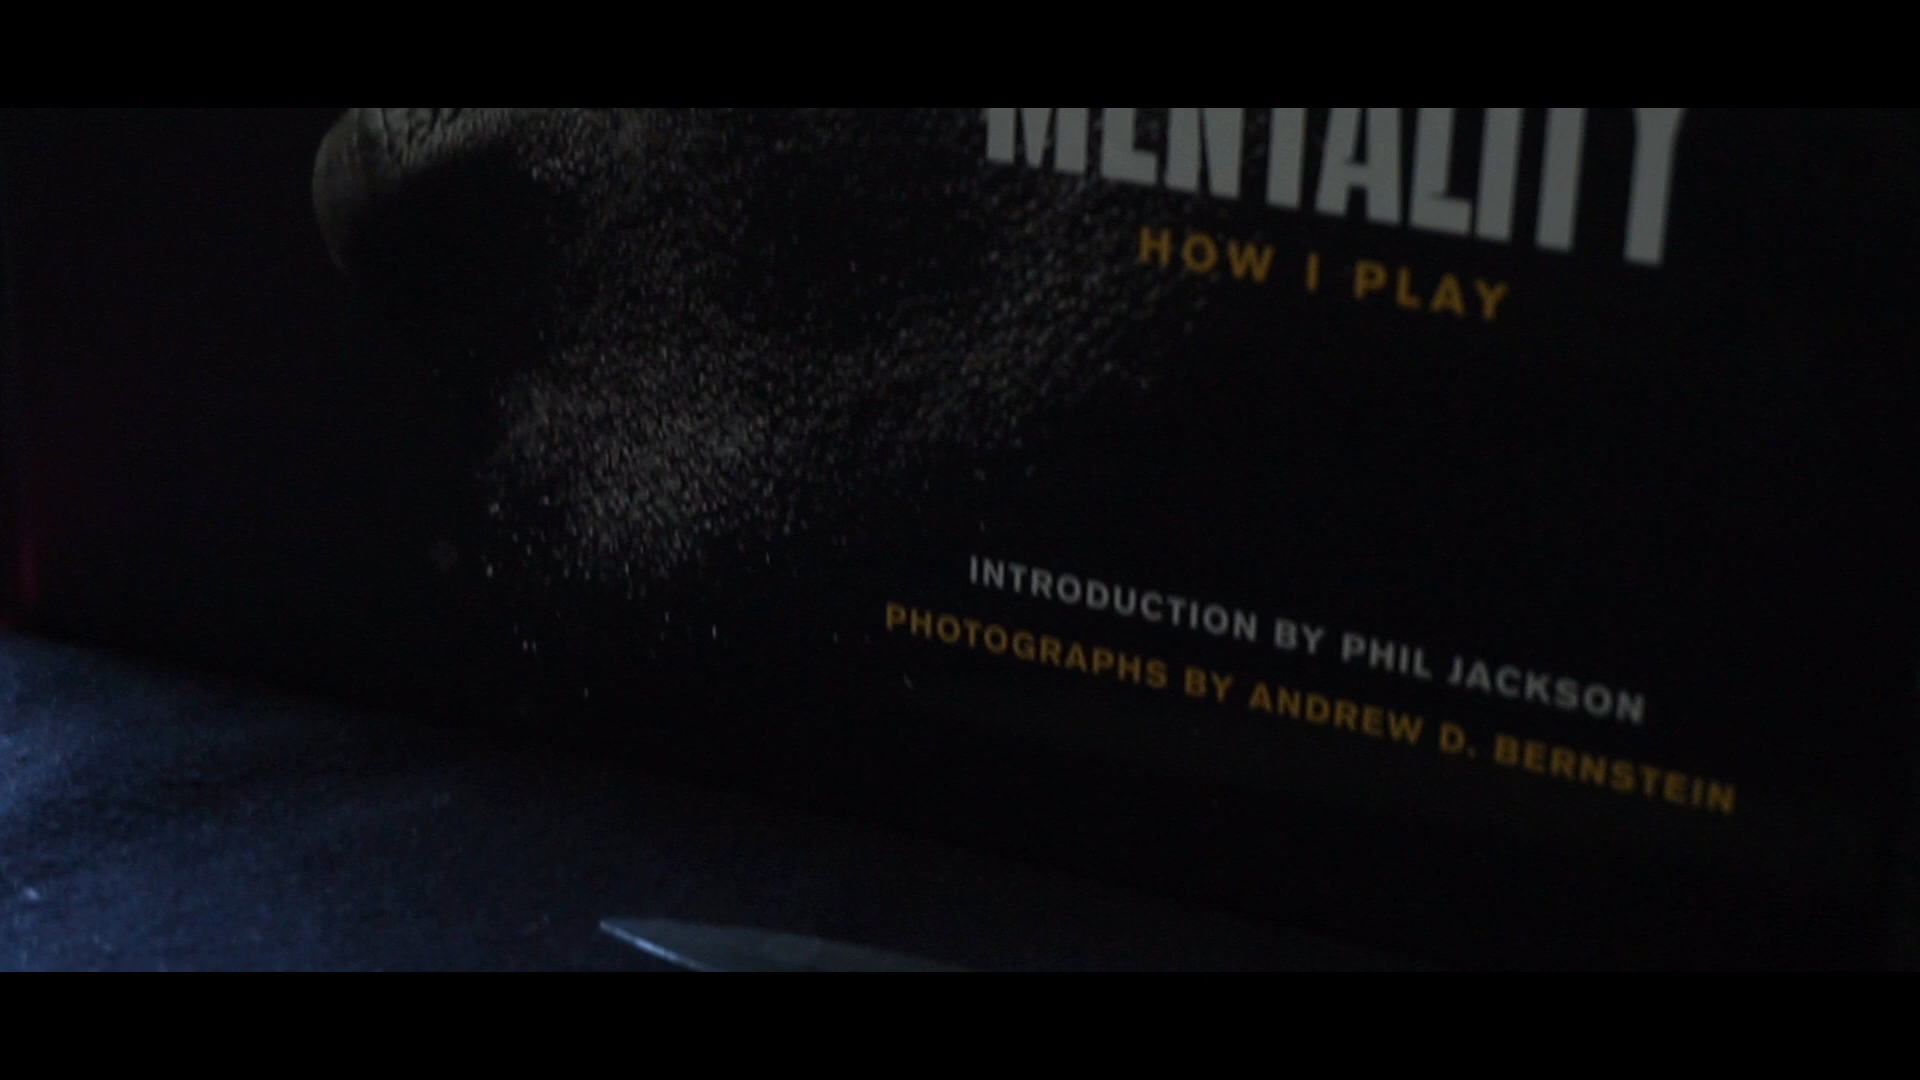 MENTALITY
HOW I PLAY
INTRODUCTION BY PHIL JACKSON
PHOTOGRAPHS BY ANDREW D. BERNSTEIN